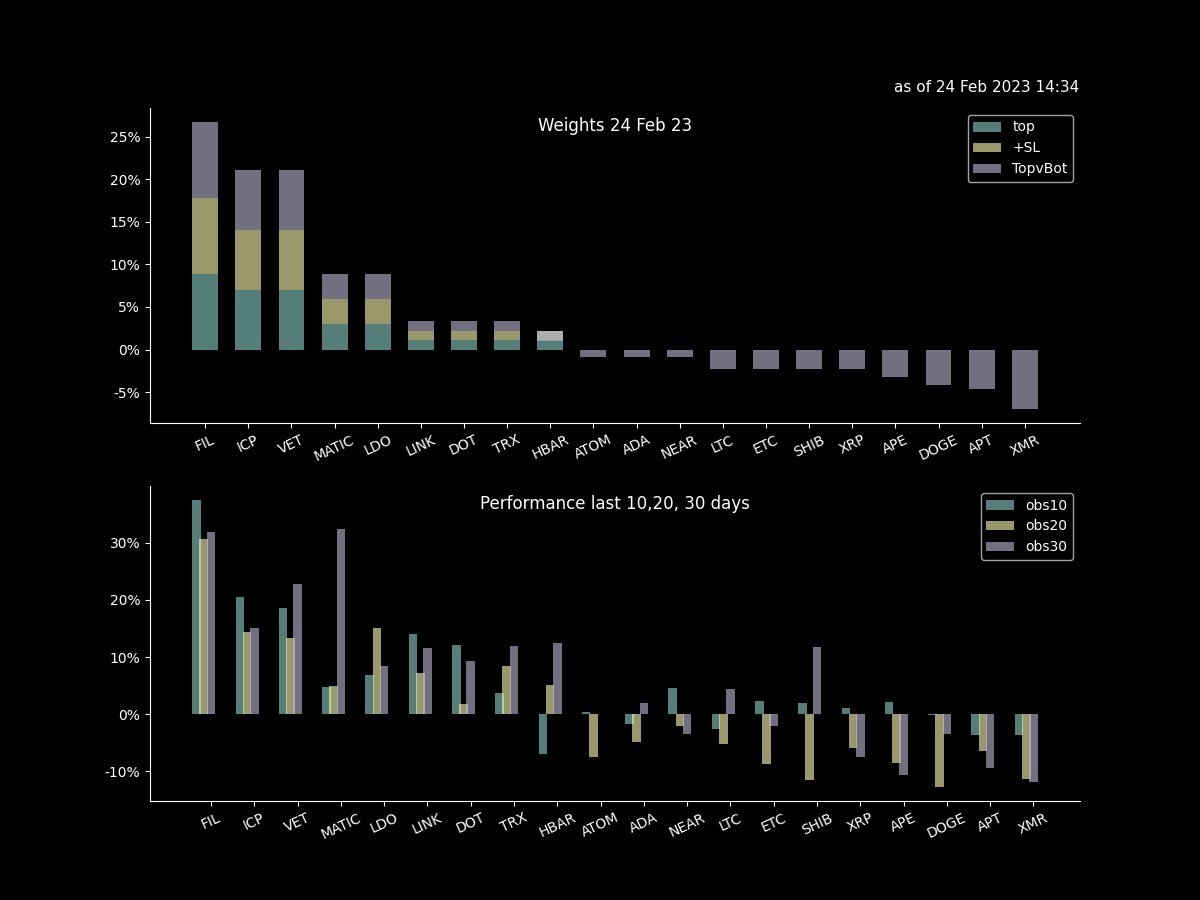 as of 24 Feb 2023 14:34
Weights 24 Feb 23
top
+SL
TopvBot
25%
20%
15%
10%
5%
0%
-5%
FIL ICP VET MATIC LDO LINK DOT TRX HBAR ATOM ADA NEAR LTC ETC SHIB XRP APE DOGE APT XMR
Performance last 10,20, 30 days
obs10
obs20
obs30
30%
20%
10%
0%
-10%
FIL ICP VET MATIC LDO LINK DOT TRX HBAR ATOM ADA NEAR LTC ETC SHIB XRP APE DOGE APT XMR